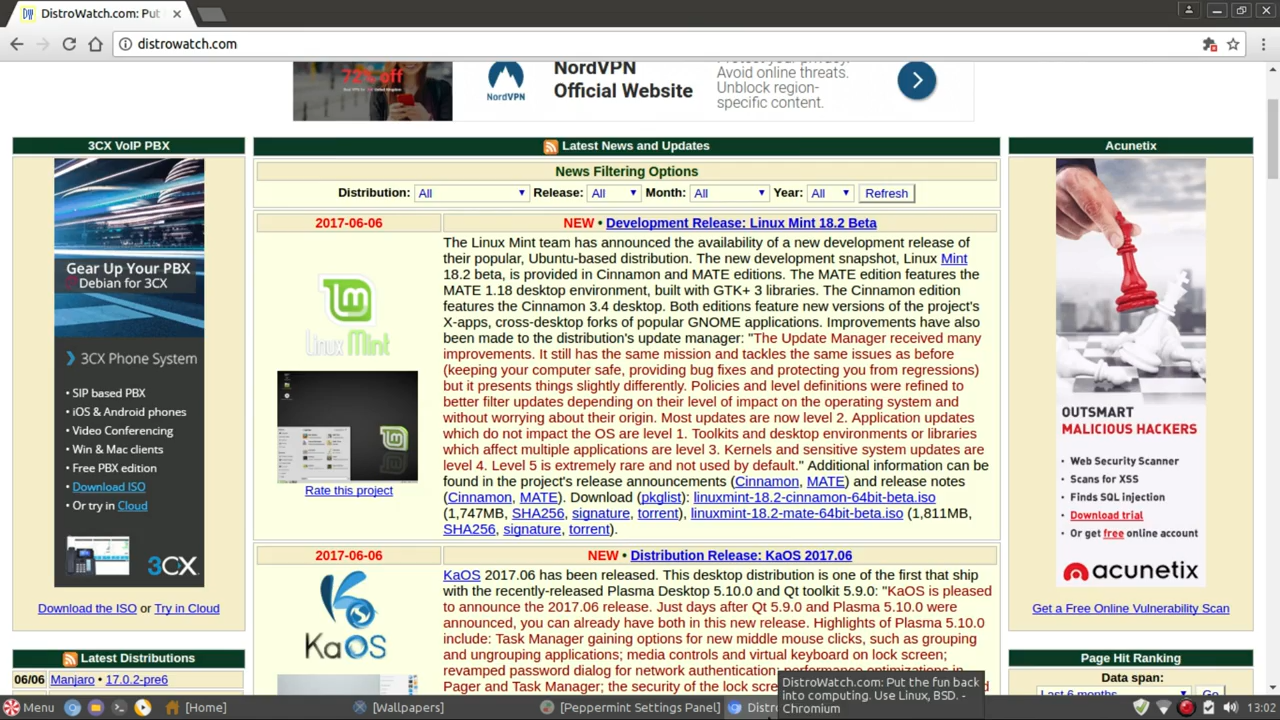 DistroWatch.com: Put
distrowatch.com
72% off
NordVPN
NordVPN
Official Website
Avoid online threats.
Unblock region-
specific content.
3CX VoIP PBX
Gear Up Your PBX
Debian for 3CX
3CX Phone System
• SIP based PBX
• iOS & Android phones
• Video Conferencing
• Win & Mac clients
• Free PBX edition
• Download ISO
• Or try in Cloud
3CX
Download the ISO or Try in Cloud
Latest Distributions
06/06 Manjaro • 17.0.2-pre6
Latest News and Updates
News Filtering Options
Distribution: All Release: All Month: All Year: All Refresh
2017-06-06
NEW • Development Release: Linux Mint 18.2 Beta
Linux Mint
Rate this project
The Linux Mint team has announced the availability of a new development release of
their popular, Ubuntu-based distribution. The new development snapshot, Linux Mint
18.2 beta, is provided in Cinnamon and MATE editions. The MATE edition features the
MATE 1.18 desktop environment, built with GTK+ 3 libraries. The Cinnamon edition
features the Cinnamon 3.4 desktop. Both editions feature new versions of the project's
X-apps, cross-desktop forks of popular GNOME applications. Improvements have also
been made to the distribution's update manager: "The Update Manager received many
improvements. It still has the same mission and tackles the same issues as before
(keeping your computer safe, providing bug fixes and protecting you from regressions)
but it presents things slightly differently. Policies and level definitions were refined to
better filter updates depending on their level of impact on the operating system and
without worrying about their origin. Most updates are now level 2. Application updates
which do not impact the OS are level 1. Toolkits and desktop environments or libraries
which affect multiple applications are level 3. Kernels and sensitive system updates are
level 4. Level 5 is extremely rare and not used by default." Additional information can be
found in the project's release announcements (Cinnamon, MATE) and release notes
(Cinnamon, MATE). Download (pkglist): linuxmint-18.2-cinnamon-64bit-beta.iso
(1,747MB, SHA256, signature, torrent), linuxmint-18.2-mate-64bit-beta.iso (1,811MB,
SHA256, signature, torrent).
2017-06-06
NEW • Distribution Release: KaOS 2017.06
KaOS
KaOS 2017.06 has been released. This desktop distribution is one of the first that ship
with the recently-released Plasma Desktop 5.10.0 and Qt toolkit 5.9.0: "KaOS is pleased
to announce the 2017.06 release. Just days after Qt 5.9.0 and Plasma 5.10.0 were
announced, you can already have both in this new release. Highlights of Plasma 5.10.0
include: Task Manager gaining options for new middle mouse clicks, such as grouping
and ungrouping applications; media controls and virtual keyboard on lock screen;
revamped password dialog for network authentication; performance optimizations in
Pager and Task Manager; the security of the lock
Acunetix
OUTSMART
MALICIOUS HACKERS
• Web Security Scanner
• Scans for XSS
• Finds SQL injection
• Download trial
• Or get free online account
acunetix
Get a Free Online Vulnerability Scan
Page Hit Ranking
Data span:
Last 6 months Go
DistroWatch.com: Put the fun back
into computing. Use Linux, BSD. -
Chromium
Menu [Home] [Wallpapers] [Peppermint Settings Panel] Distro 13:02